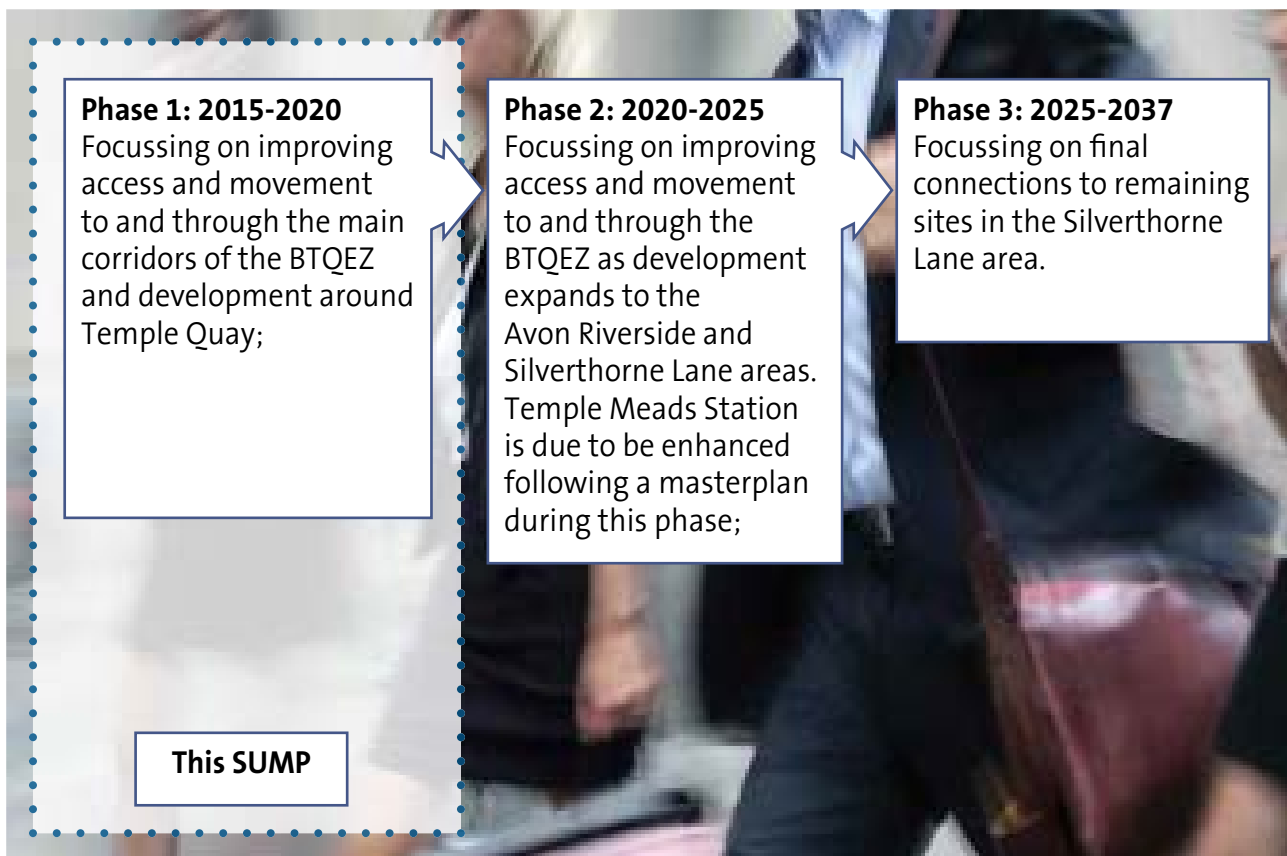 Phase 1: 2015-2020
Focussing on improving
access and movement
to and through the main
corridors of the BTQEZ
and development around
Temple Quay;
This SUMP
Phase 2: 2020-2025
Focussing on improving
access and movement
to and through the
BTQEZ as development
expands to the
Avon Riverside and
Silverthorne Lane areas.
Temple Meads Station
is due to be enhanced
following a masterplan
during this phase;
Phase 3: 2025-2037
Focussing on final
connections to remaining
sites in the Silverthorne
Lane area.